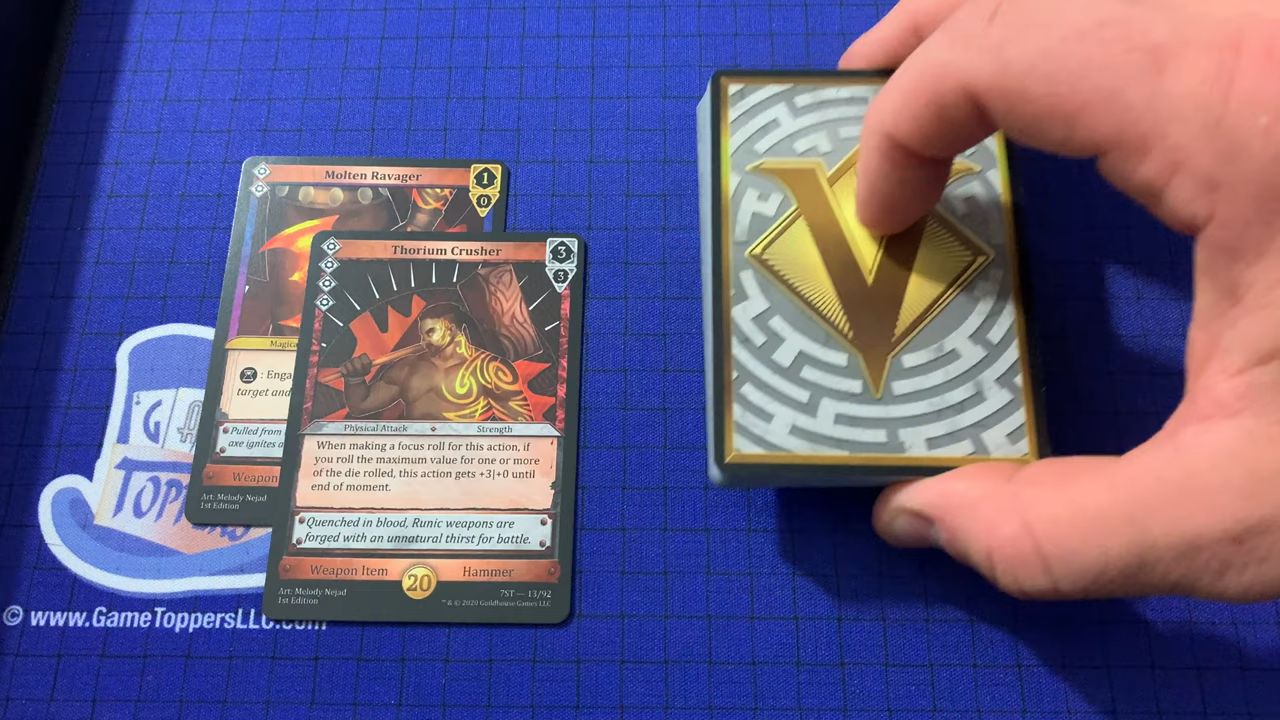 Molten Ravager
1
0
Magica
: Enga
target and
Pulled from
axe ignites a
Weapon
Art: Melody Nejad
1st Edition
Thorium Crusher
3
3
Physical Attack
Strength
When making a focus roll for this action, if
you roll the maximum value for one or more
of the die rolled, this action gets +3|+0 until
end of moment.
Quenched in blood, Runic weapons are
forged with an unnatural thirst for battle.
Weapon Item
20
Hammer
Art: Melody Nejad
1st Edition
7ST — 13/92
™ & © 2020 Guildhouse Games LLC
V
G
TOPP
© www.GameToppersLLC.com